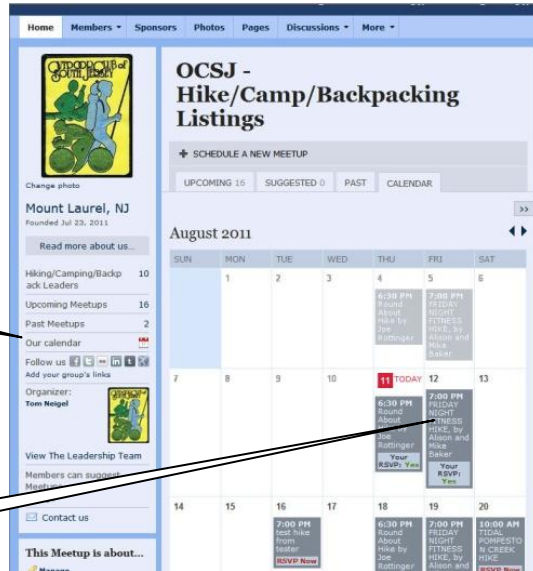 Home
Members
Sponsors
Photos
Pages
Discussions
More
OUTDOOR CLUB of
SOUTH JERSEY
Change photo
Mount Laurel, NJ
Founded Jul 23, 2011
Read more about us...
Hiking/Camping/Backp
ack Leaders
10
Upcoming Meetups 16
Past Meetups 2
Our calendar
Follow us
Add your group's links
Organizer:
Tom Neigel
View The Leadership Team
Members can suggest
Contact us
This Meetup is about...
Manage
OCSJ -
Hike/Camp/Backpacking
Listings
+ SCHEDULE A NEW MEETUP
UPCOMING 16
SUGGESTED 0
PAST
CALENDAR
>>
August 2011
SUN MON TUE WED THU FRI SAT
1 2 3 4 5 6
6:30 PM
Round
About
Hike by
Joe
Rottinger
7:00 PM
FRIDAY
NIGHT
FITNESS
HIKE, by
Alison and
Mike
Baker
7 8 9 10 11 TODAY 12 13
6:30 PM
Round
About
Hike by
Joe
Rottinger
Your
RSVP: Yes
7:00 PM
FRIDAY
NIGHT
FITNESS
HIKE, by
Alison and
Mike
Baker
Your
RSVP:
Yes
14 15 16 17 18 19 20
7:00 PM
test hike
from
tester
RSVP Now
6:30 PM
Round
About
Hike by
Joe
Rottinger
7:00 PM
FRIDAY
NIGHT
FITNESS
HIKE, by
Alison and
10:00 AM
TIDAL
POMPESTO
N CREEK
HIKE
RSVP Now